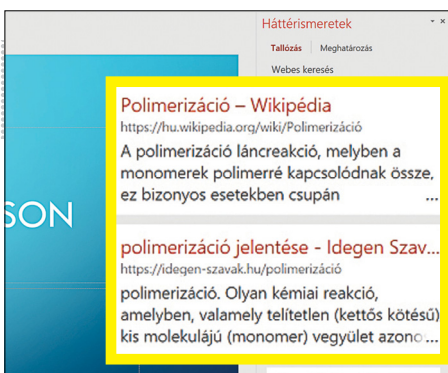 Háttérismeretek
Tallózás Meghatározás
Webes keresés
Polimerizáció – Wikipédia
https://hu.wikipedia.org/wiki/Polimerizáció
A polimerizáció láncreakció, melyben a
monomerek polimerré kapcsolódnak össze,
ez bizonyos esetekben csupán ...
SON
polimerizáció jelentése - Idegen Szav...
https://idegen-szavak.hu/polimerizáció
polimerizáció. Olyan kémiai reakció,
amelyben, valamely telítetlen (kettős kötésű)
kis molekulájú (monomer) vegyület azono...